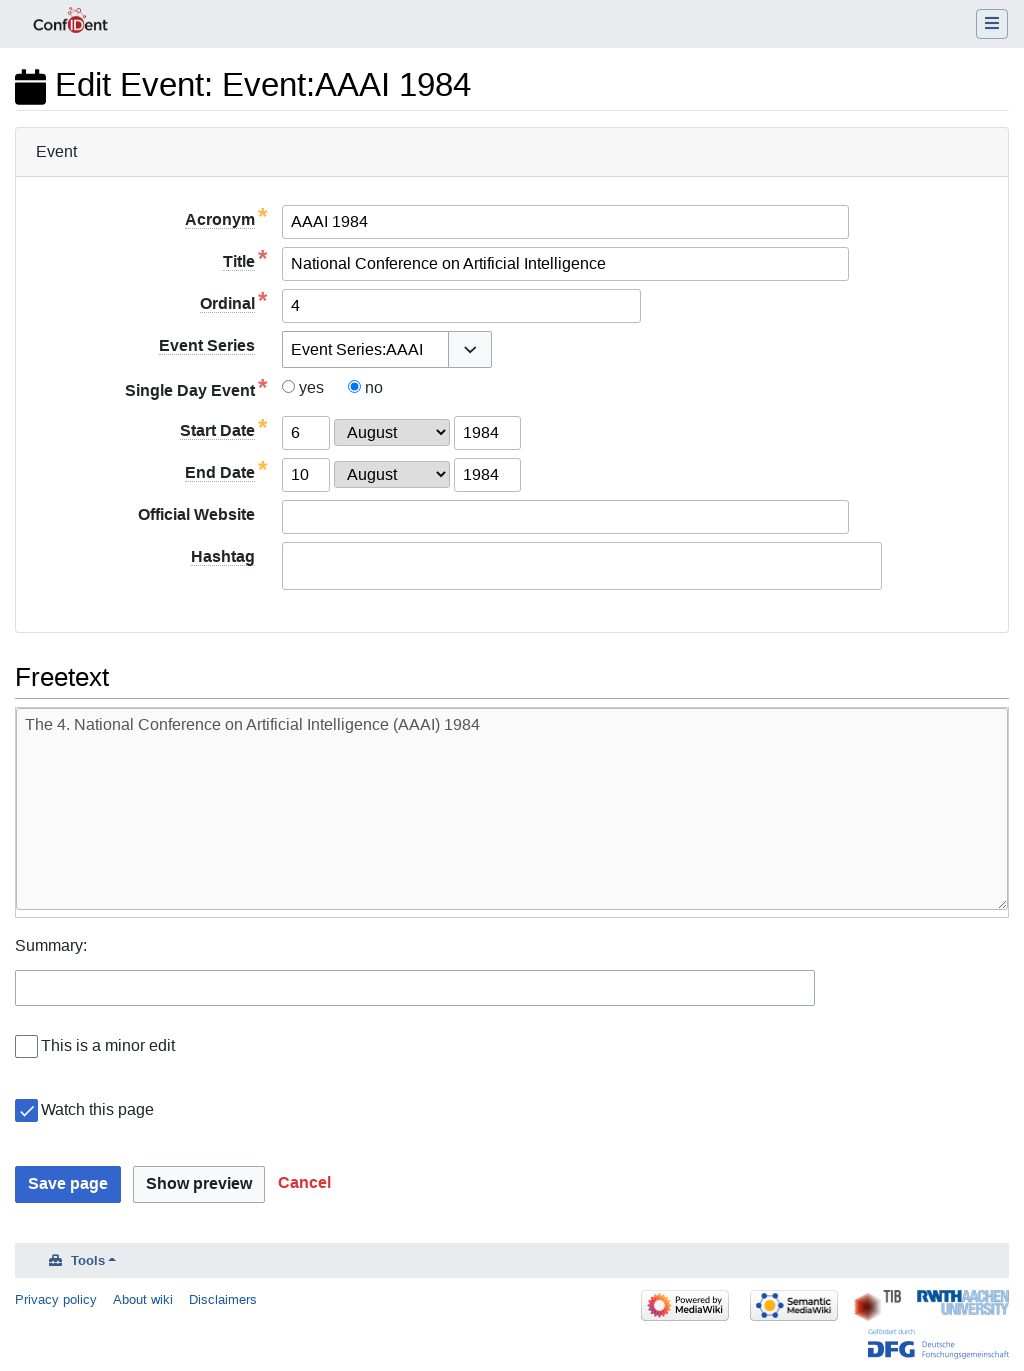 ConfIDent
Edit Event: Event:AAAI 1984
Event
Acronym * AAAI 1984
Title * National Conference on Artificial Intelligence
Ordinal * 4
Event Series Event Series:AAAI
Single Day Event * yes no
Start Date * 6 August 1984
End Date * 10 August 1984
Official Website
Hashtag
Freetext
The 4. National Conference on Artificial Intelligence (AAAI) 1984
Summary:
This is a minor edit
Watch this page
Save page Show preview Cancel
Tools
Privacy policy About wiki Disclaimers
Powered by MediaWiki
Semantic MediaWiki
TIB
RWTHAACHEN
UNIVERSITY
Gefördert durch
DFG Deutsche
Forschungsgemeinschaft